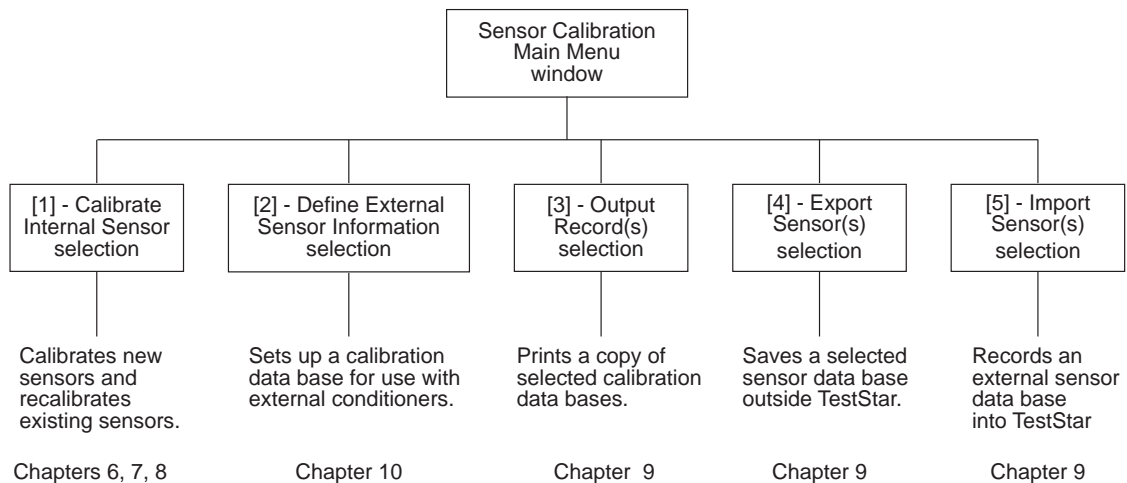 Sensor Calibration
Main Menu
window
[1] - Calibrate
Internal Sensor
selection
[2] - Define External
Sensor Information
selection
[3] - Output
Record(s)
selection
[4] - Export
Sensor(s)
selection
[5] - Import
Sensor(s)
selection
Calibrates new
sensors and
recalibrates
existing sensors.
Sets up a calibration
data base for use with
external conditioners.
Prints a copy of
selected calibration
data bases.
Saves a selected
sensor data base
outside TestStar.
Records an
external sensor
data base
into TestStar
Chapters 6, 7, 8
Chapter 10
Chapter 9
Chapter 9
Chapter 9